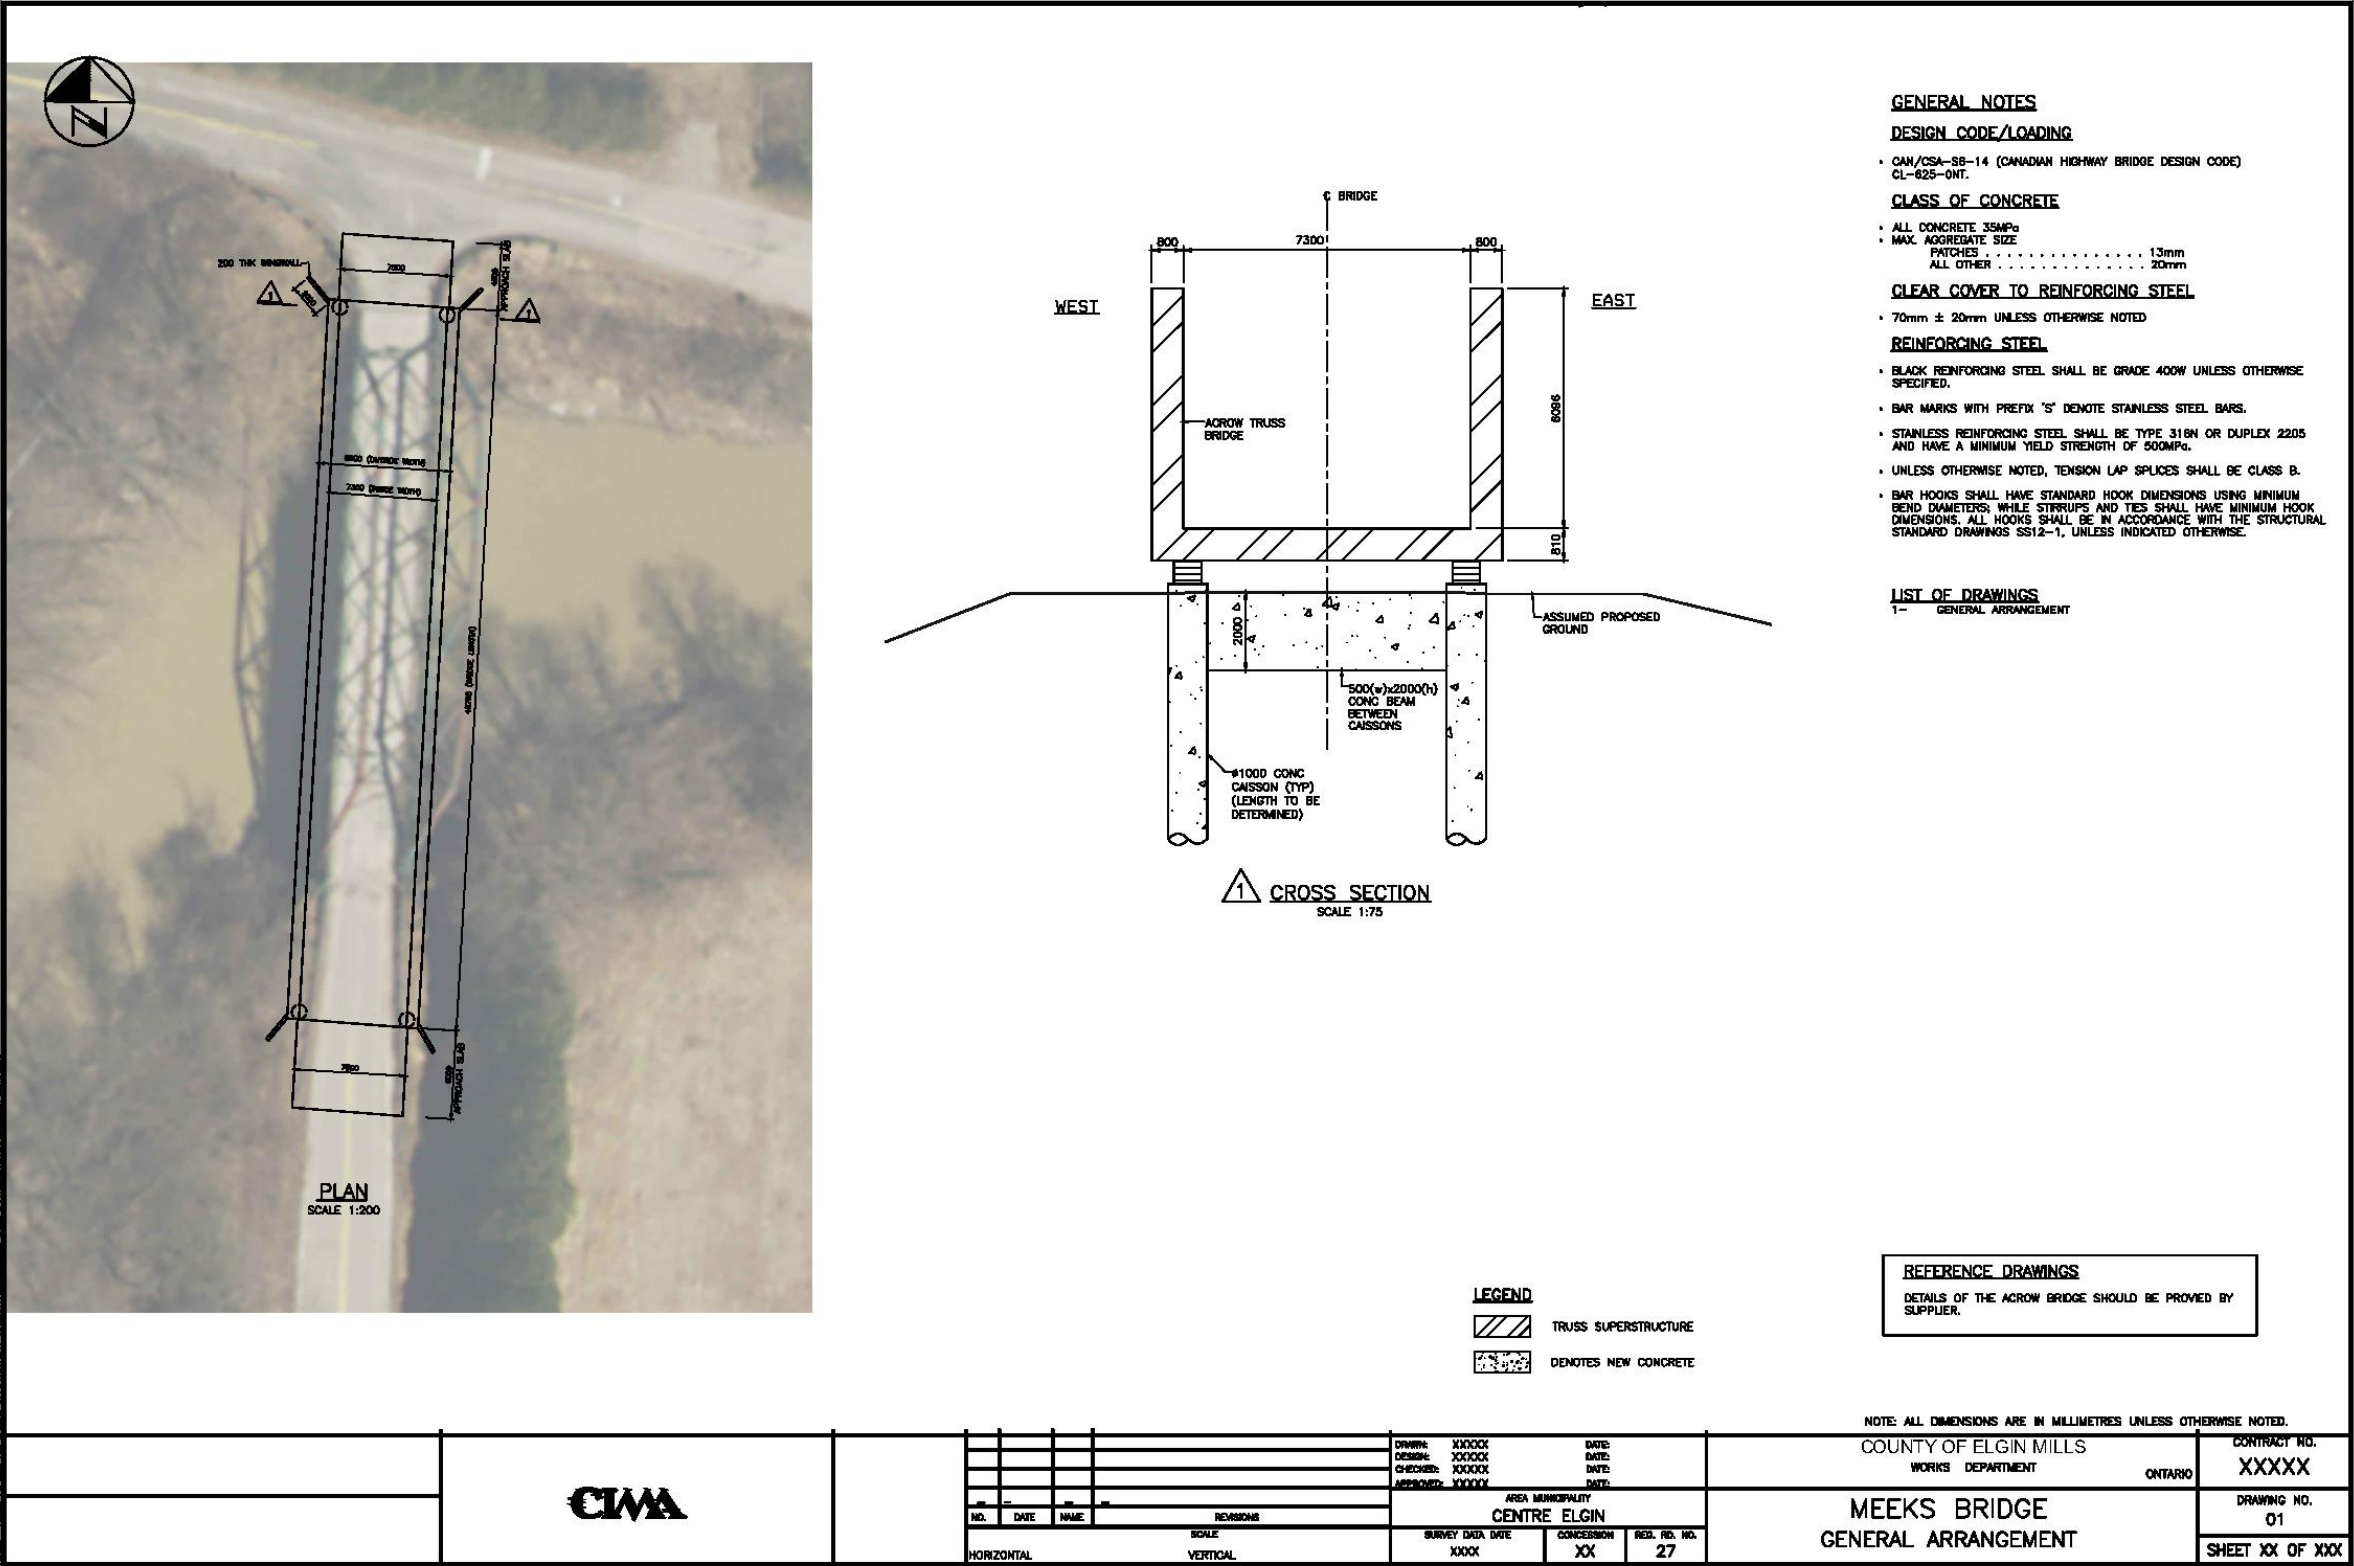 N
200 THK WINGWALL
1
1
APPROACH SLAB
7300 (INSIDE WIDTH)
APPROACH SLAB
PLAN
SCALE 1:200
℄ BRIDGE
800
7300
800
WEST
EAST
ACROW TRUSS
BRIDGE
6096
810
2000
ASSUMED PROPOSED
GROUND
500(w)x2000(h)
CONC BEAM
BETWEEN
CAISSONS
ø1000 CONC
CAISSON (TYP)
(LENGTH TO BE
DETERMINED)
1 CROSS SECTION
SCALE 1:75
GENERAL NOTES
DESIGN CODE/LOADING
• CAN/CSA-S6-14 (CANADIAN HIGHWAY BRIDGE DESIGN CODE)
CL-625-ONT.
CLASS OF CONCRETE
• ALL CONCRETE 35MPa
• MAX. AGGREGATE SIZE
PATCHES . . . . . . . . . . . . . . . 13mm
ALL OTHER . . . . . . . . . . . . . . 20mm
CLEAR COVER TO REINFORCING STEEL
• 70mm ± 20mm UNLESS OTHERWISE NOTED
REINFORCING STEEL
• BLACK REINFORCING STEEL SHALL BE GRADE 400W UNLESS OTHERWISE
SPECIFIED.
• BAR MARKS WITH PREFIX 'S' DENOTE STAINLESS STEEL BARS.
• STAINLESS REINFORCING STEEL SHALL BE TYPE 316N OR DUPLEX 2205
AND HAVE A MINIMUM YIELD STRENGTH OF 500MPa.
• UNLESS OTHERWISE NOTED, TENSION LAP SPLICES SHALL BE CLASS B.
• BAR HOOKS SHALL HAVE STANDARD HOOK DIMENSIONS USING MINIMUM
BEND DIAMETERS; WHILE STIRRUPS AND TIES SHALL HAVE MINIMUM HOOK
DIMENSIONS. ALL HOOKS SHALL BE IN ACCORDANCE WITH THE STRUCTURAL
STANDARD DRAWINGS SS12-1, UNLESS INDICATED OTHERWISE.
LIST OF DRAWINGS
1- GENERAL ARRANGEMENT
LEGEND
TRUSS SUPERSTRUCTURE
DENOTES NEW CONCRETE
REFERENCE DRAWINGS
DETAILS OF THE ACROW BRIDGE SHOULD BE PROVIED BY
SUPPLIER.
NOTE: ALL DIMENSIONS ARE IN MILLIMETRES UNLESS OTHERWISE NOTED.
CIMA
NO. DATE NAME REVISIONS
SCALE
HORIZONTAL VERTICAL
DRAWN: XXXXX DATE:
DESIGN: XXXXX DATE:
CHECKED: XXXXX DATE:
APPROVED: XXXXX DATE:
AREA MUNICIPALITY
CENTRE ELGIN
SURVEY DATA DATE CONCESSION REG. RD. NO.
XXXX XX 27
COUNTY OF ELGIN MILLS
WORKS DEPARTMENT
ONTARIO
MEEKS BRIDGE
GENERAL ARRANGEMENT
CONTRACT NO.
XXXXX
DRAWING NO.
01
SHEET XX OF XXX